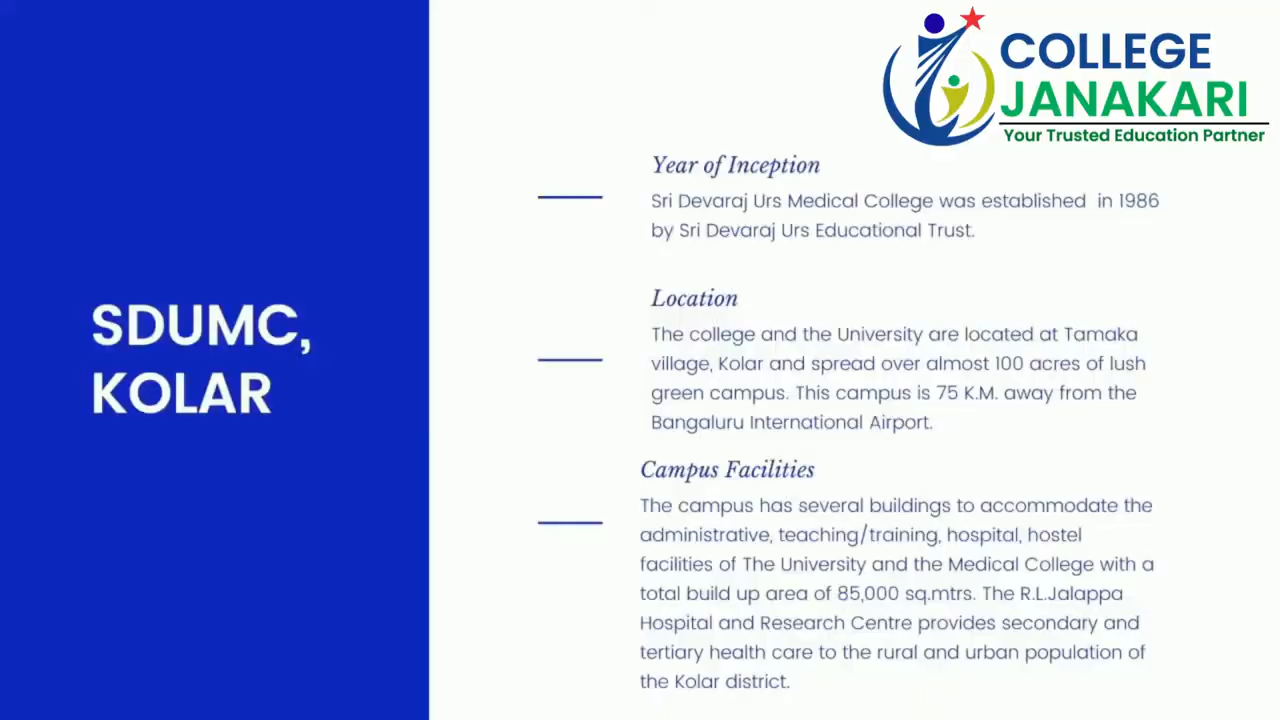 COLLEGE
JANAKARI
Your Trusted Education Partner
SDUMC,
KOLAR
Year of Inception
Sri Devaraj Urs Medical College was established  in 1986
by Sri Devaraj Urs Educational Trust.
Location
The college and the University are located at Tamaka
village, Kolar and spread over almost 100 acres of lush
green campus. This campus is 75 K.M. away from the
Bangaluru International Airport.
Campus Facilities
The campus has several buildings to accommodate the
administrative, teaching/training, hospital, hostel
facilities of The University and the Medical College with a
total build up area of 85,000 sq.mtrs. The R.L.Jalappa
Hospital and Research Centre provides secondary and
tertiary health care to the rural and urban population of
the Kolar district.